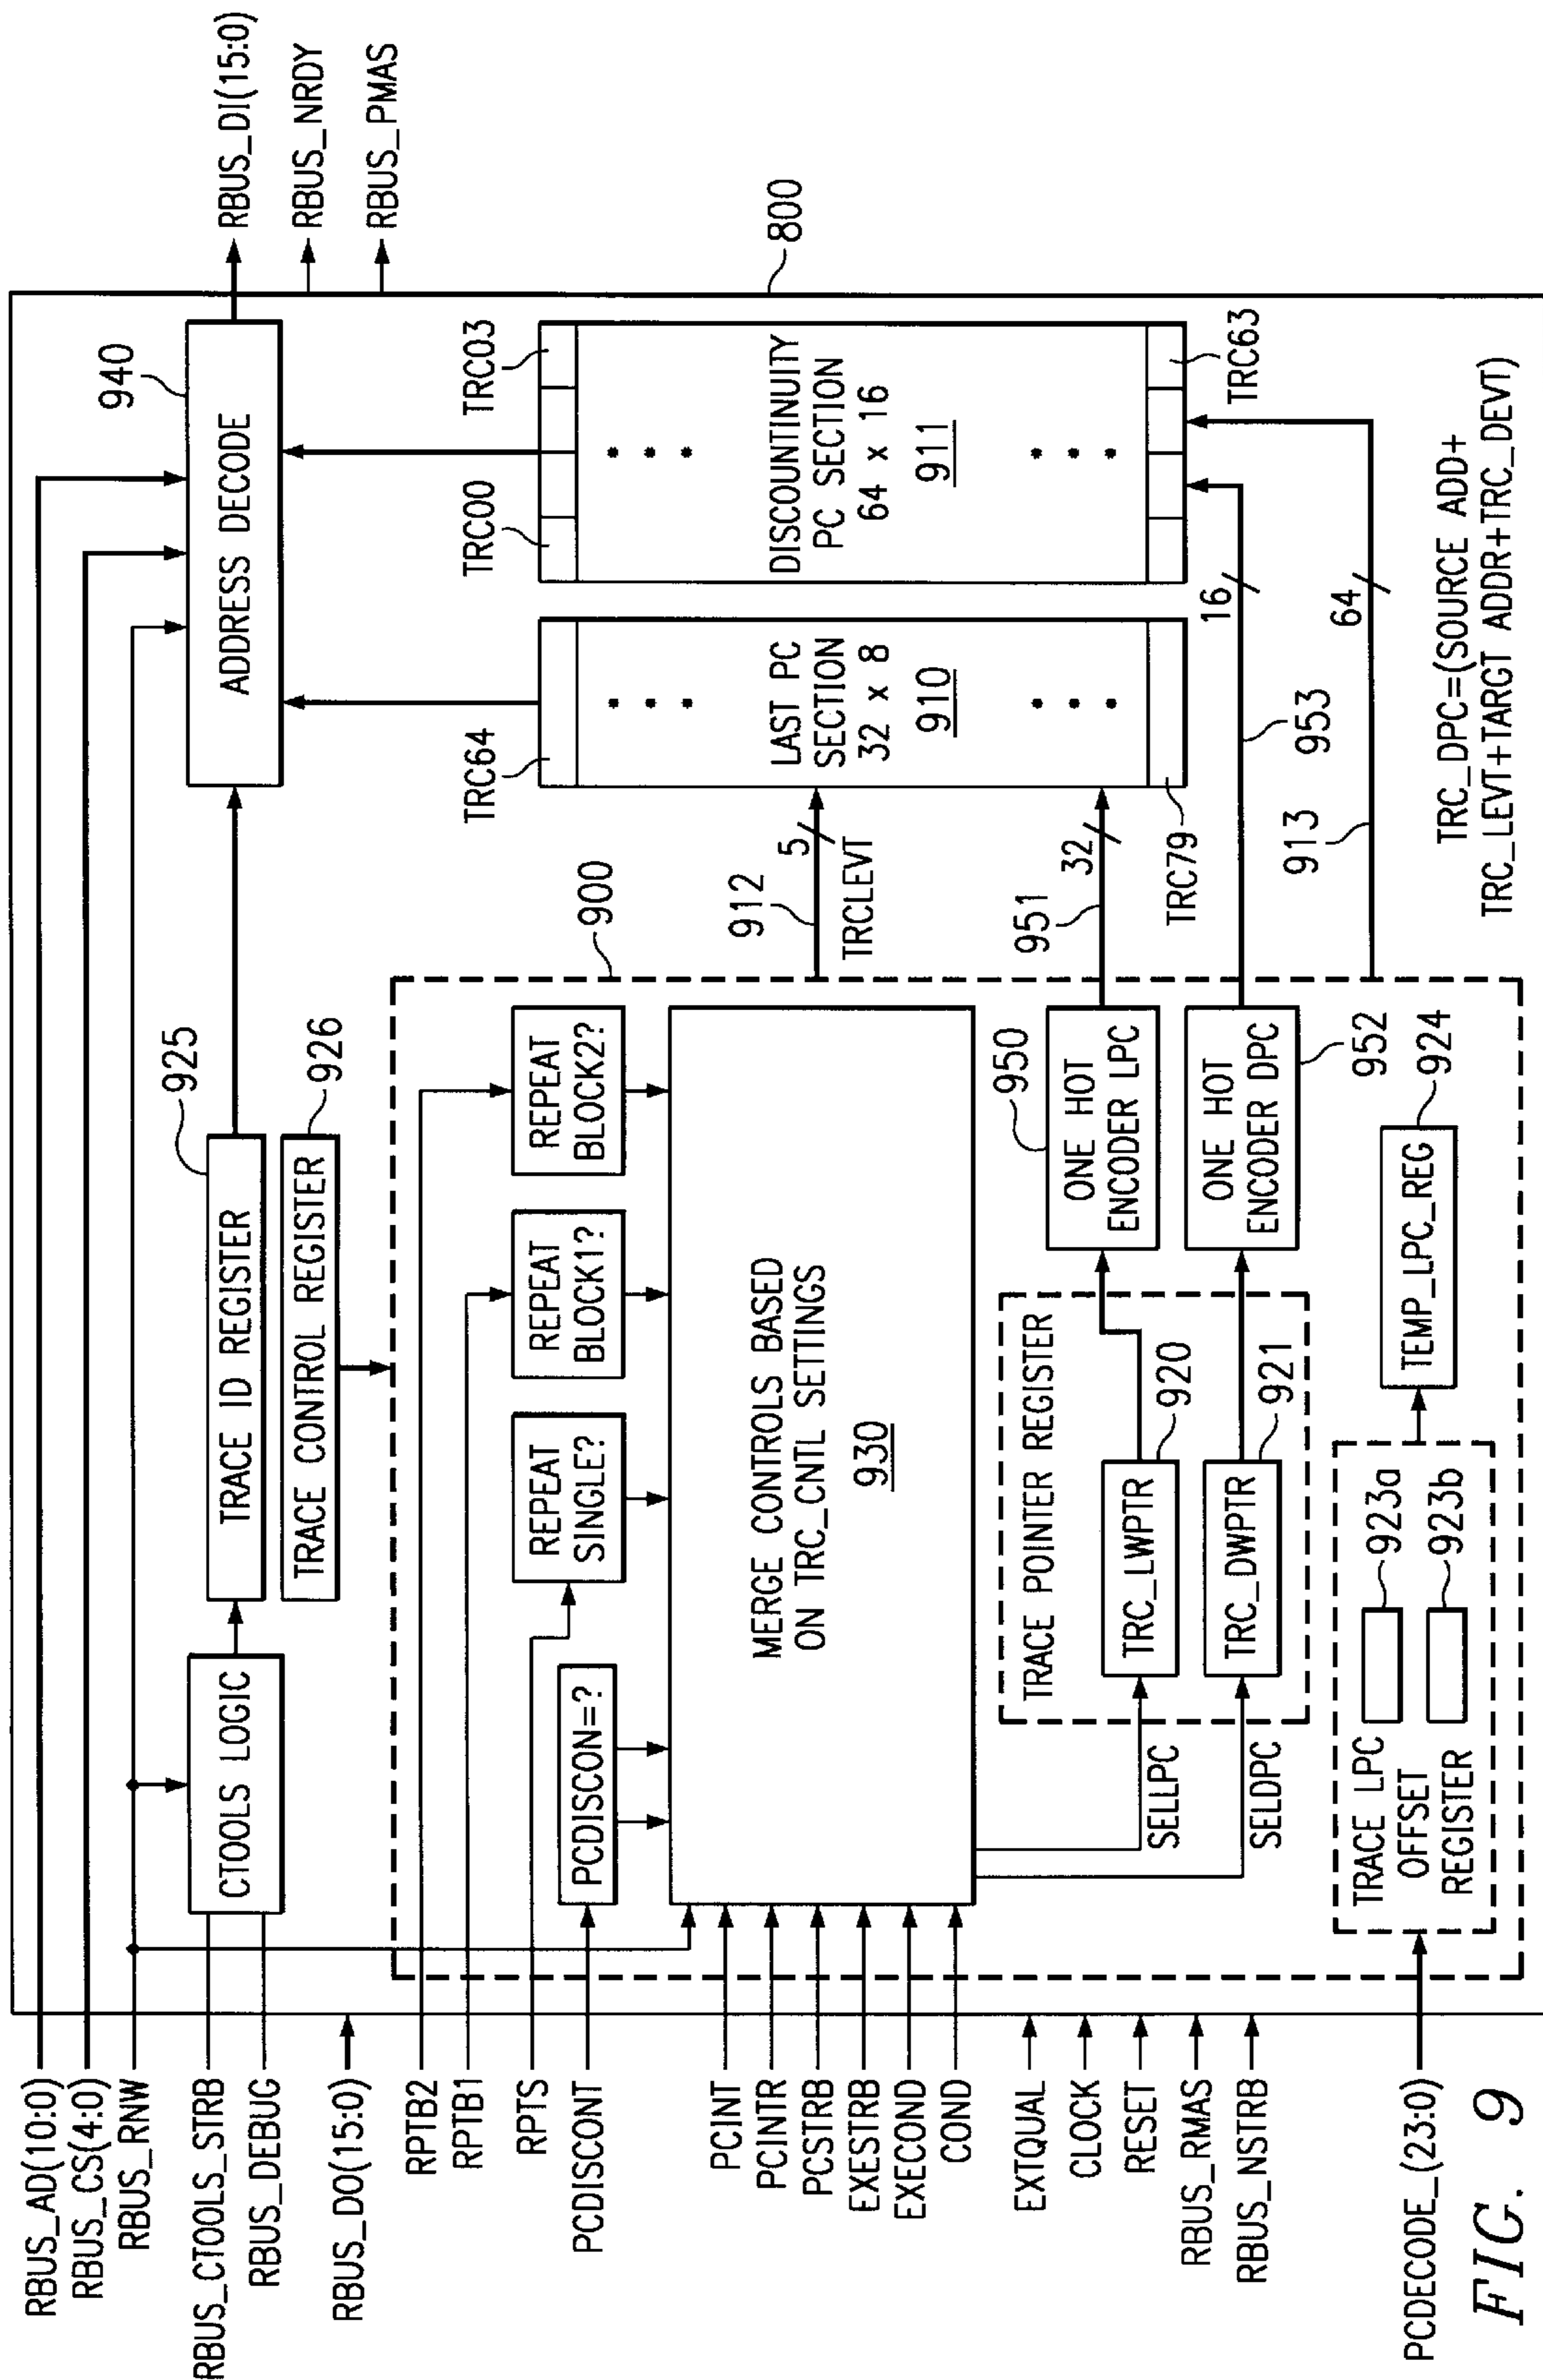 RBUS_AD(10:0)
RBUS_CS(4:0)
RBUS_RNW
RBUS_CTOOLS_STRB
RBUS_DEBUG
RBUS_DO(15:0)
RPTB2
RPTB1
RPTS
PCDISCONT
PCINT
PCINTR
PCSTRB
EXESTRB
EXECOND
COND
EXTQUAL
CLOCK
RESET
RBUS_RMAS
RBUS_NSTRB
PCDECODE_(23:0)
CTOOLS LOGIC
TRACE ID REGISTER
925
TRACE CONTROL REGISTER
926
940
ADDRESS DECODE
RBUS_DI(15:0)
RBUS_NRDY
RBUS_PMAS
800
900
PCDISCON=?
REPEAT
SINGLE?
REPEAT
BLOCK1?
REPEAT
BLOCK2?
MERGE CONTROLS BASED
ON TRC_CNTL SETTINGS
930
SELLPC
SELDPC
TRACE POINTER REGISTER
TRC_LWPTR
920
TRC_DWPTR
921
950
ONE HOT
ENCODER LPC
ONE HOT
ENCODER DPC
952
TRACE LPC
OFFSET
REGISTER
923a
923b
TEMP_LPC_REG
924
912
5
TRCLEVT
951
32
TRC64
LAST PC
SECTION
32 x 8
910
TRC79
TRC00
TRC03
DISCOUNTINUITY
PC SECTION
64 x 16
911
TRC63
16
953
64
913
TRC_DPC=(SOURCE ADD+
TRC_LEVT+TARGT ADDR+TRC_DEVT)
FIG. 9